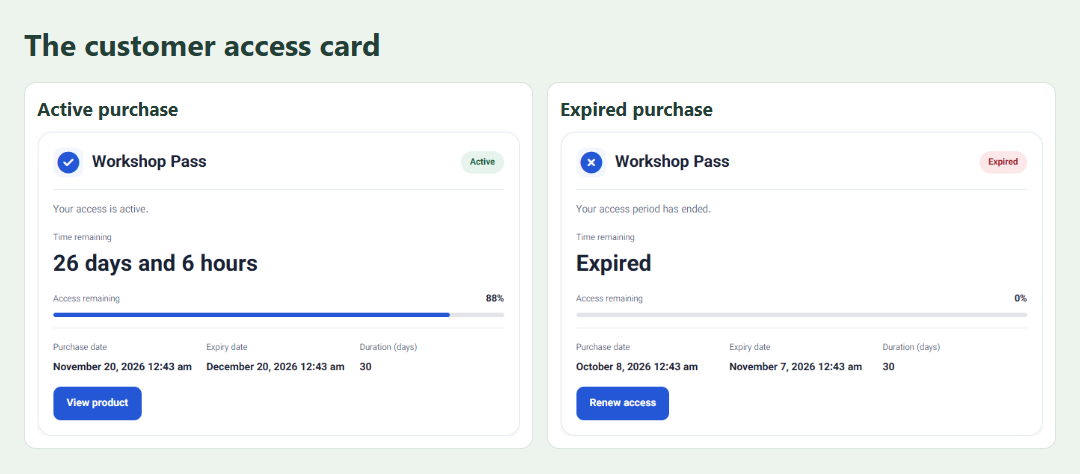 The customer access card
Active purchase
Workshop Pass
Active
Your access is active.
Time remaining
26 days and 6 hours
Access remaining
88%
Purchase date
Expiry date
Duration (days)
November 20, 2026 12:43 am
December 20, 2026 12:43 am
30
View product
Expired purchase
Workshop Pass
Expired
Your access period has ended.
Time remaining
Expired
Access remaining
0%
Purchase date
Expiry date
Duration (days)
October 8, 2026 12:43 am
November 7, 2026 12:43 am
30
Renew access